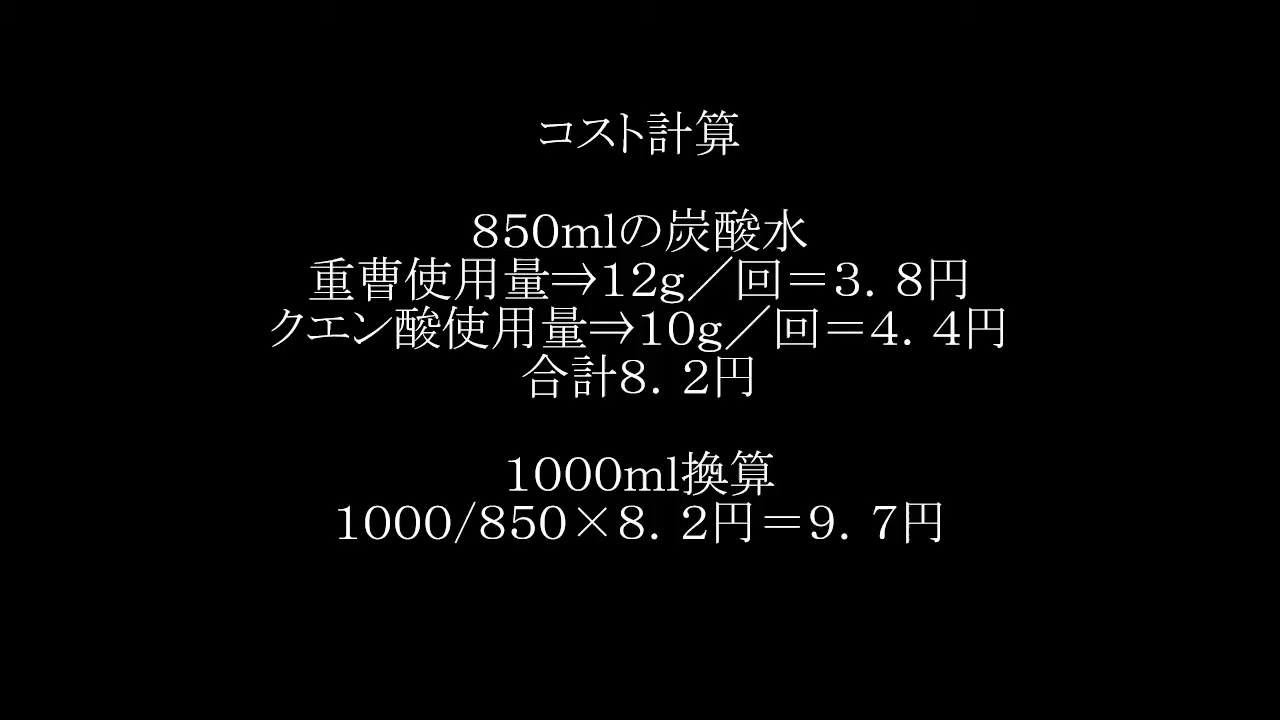 コスト計算
８５０ｍｌの炭酸水
重曹使用量⇒１２ｇ／回＝３．８円
クエン酸使用量⇒１０ｇ／回＝４．４円
合計８．２円
１０００ｍｌ換算
１０００/８５０×８．２円＝９．７円